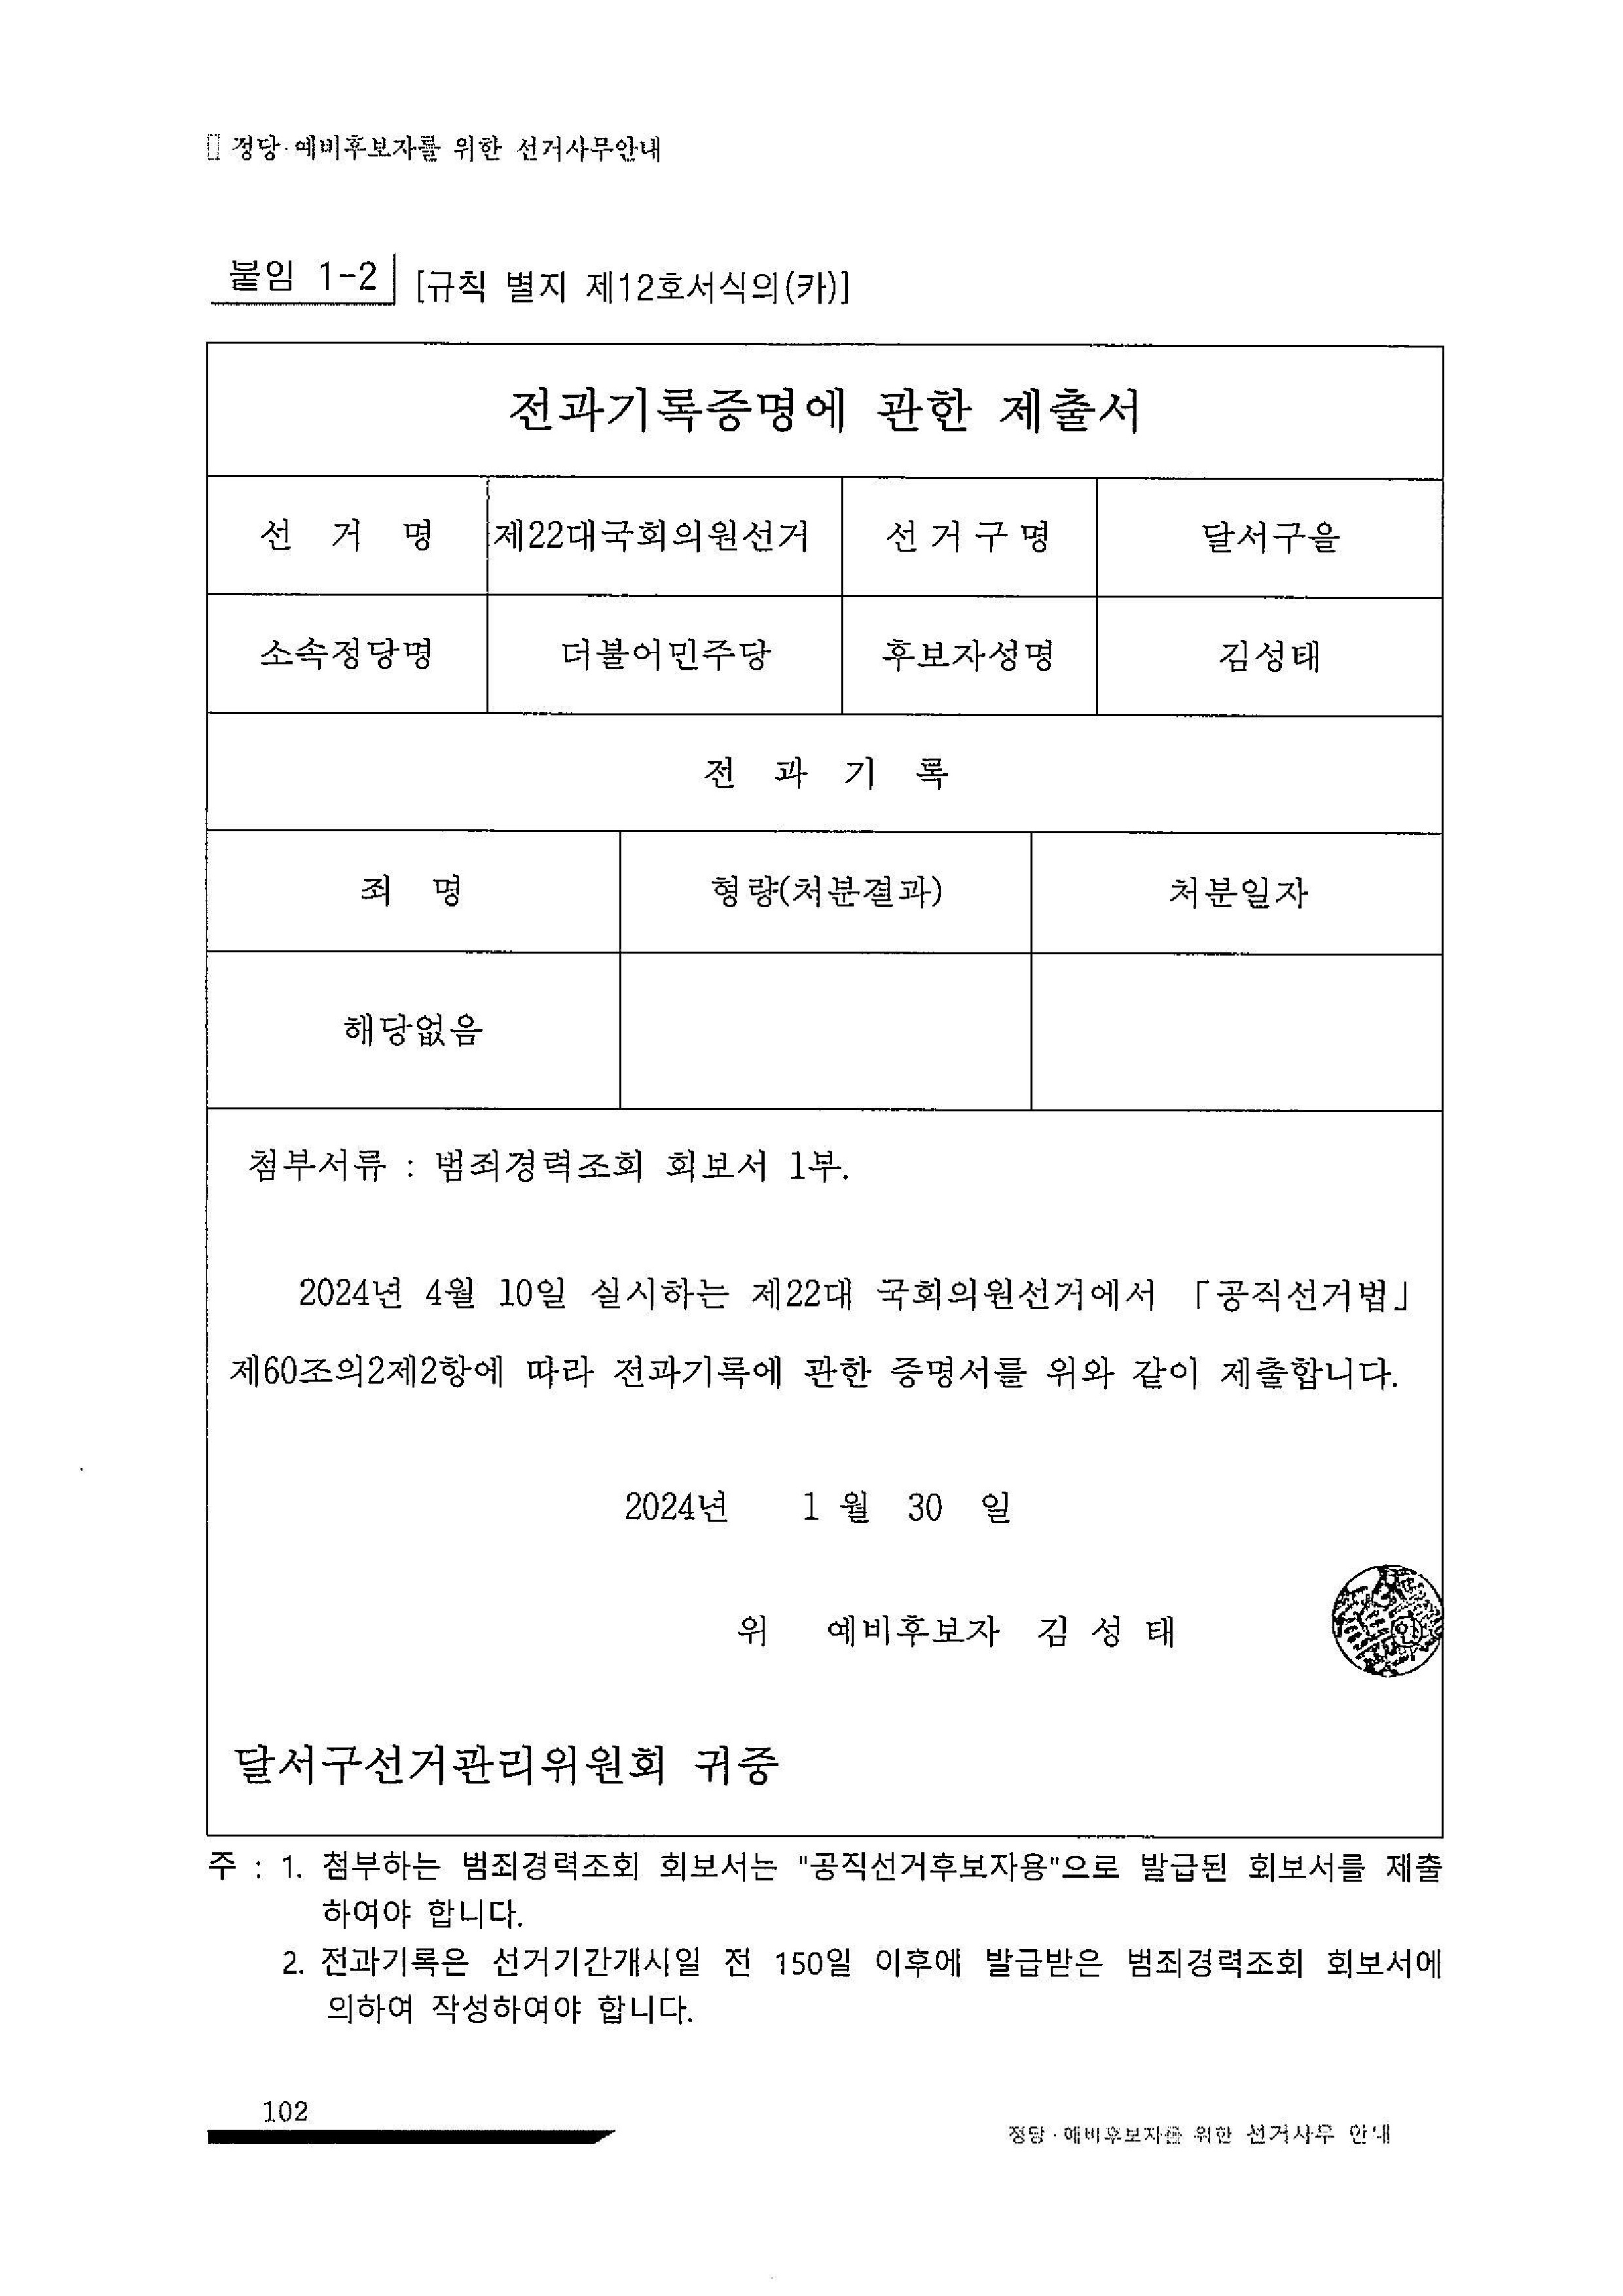 정당·예비후보자를 위한 선거사무안내
붙임 1-2 [규칙 별지 제12호서식의(카)]
전과기록증명에 관한 제출서
선 거 명 제22대국회의원선거 선거구명 달서구을
소속정당명 더불어민주당 후보자성명 김성태
전 과 기 록
죄 명 형량(처분결과) 처분일자
해당없음
첨부서류 : 범죄경력조회 회보서 1부.
2024년 4월 10일 실시하는 제22대 국회의원선거에서 「공직선거법」
제60조의2제2항에 따라 전과기록에 관한 증명서를 위와 같이 제출합니다.
2024년 1 월 30 일
위 예비후보자 김 성 태
달서구선거관리위원회 귀중
주 : 1. 첨부하는 범죄경력조회 회보서는 "공직선거후보자용"으로 발급된 회보서를 제출
하여야 합니다.
2. 전과기록은 선거기간개시일 전 150일 이후에 발급받은 범죄경력조회 회보서에
의하여 작성하여야 합니다.
102
정당·예비후보자를 위한 선거사무 안내